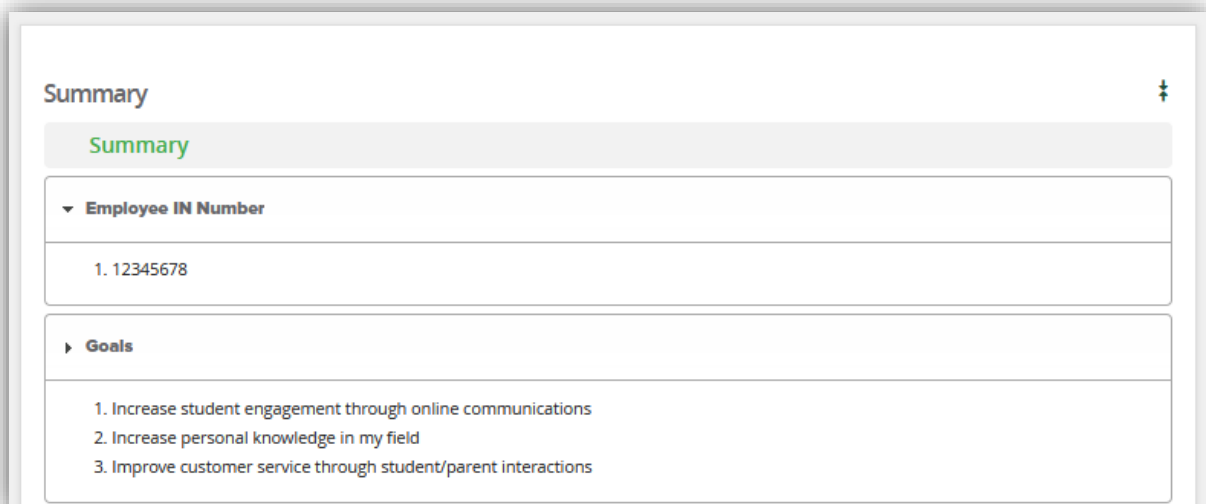 Summary
Summary
Employee IN Number
1. 12345678
Goals
1. Increase student engagement through online communications
2. Increase personal knowledge in my field
3. Improve customer service through student/parent interactions